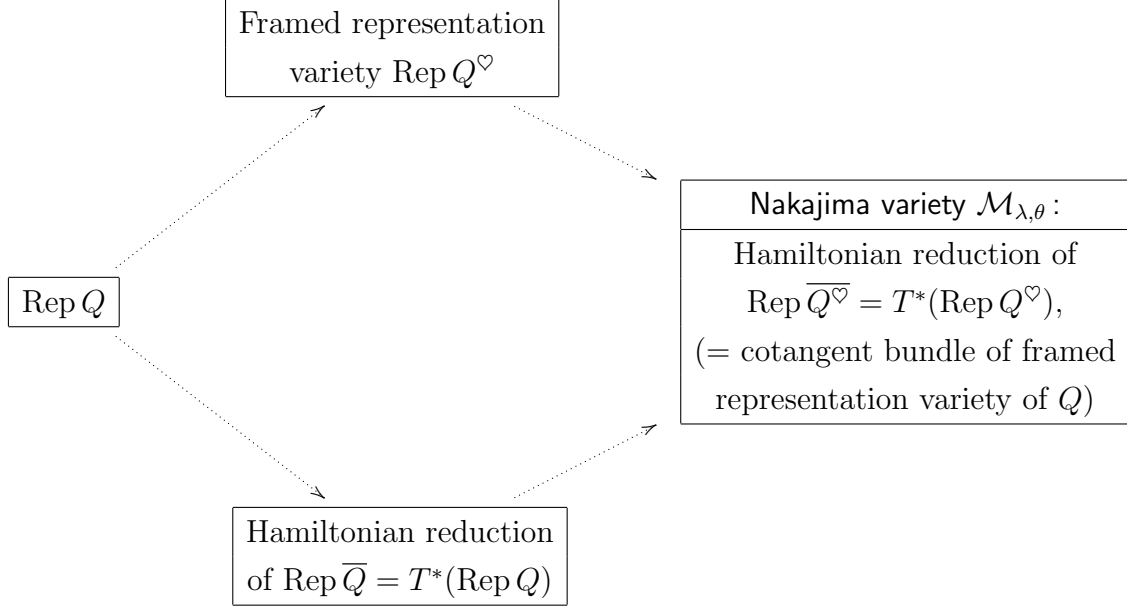 Framed representation
variety Rep Q^♡
Nakajima variety ℳ_{λ,θ}:
Hamiltonian reduction of
Rep \overline{Q^♡} = T*(Rep Q^♡),
(= cotangent bundle of framed
representation variety of Q)
Rep Q
Hamiltonian reduction
of Rep \overline{Q} = T*(Rep Q)